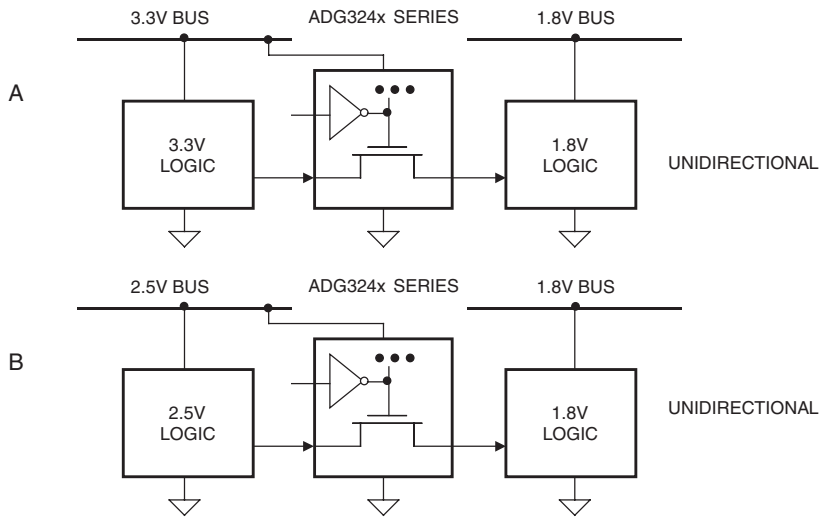 3.3V BUS ADG324x SERIES 1.8V BUS
A
3.3V
LOGIC
1.8V
LOGIC
UNIDIRECTIONAL
2.5V BUS ADG324x SERIES 1.8V BUS
B
2.5V
LOGIC
1.8V
LOGIC
UNIDIRECTIONAL